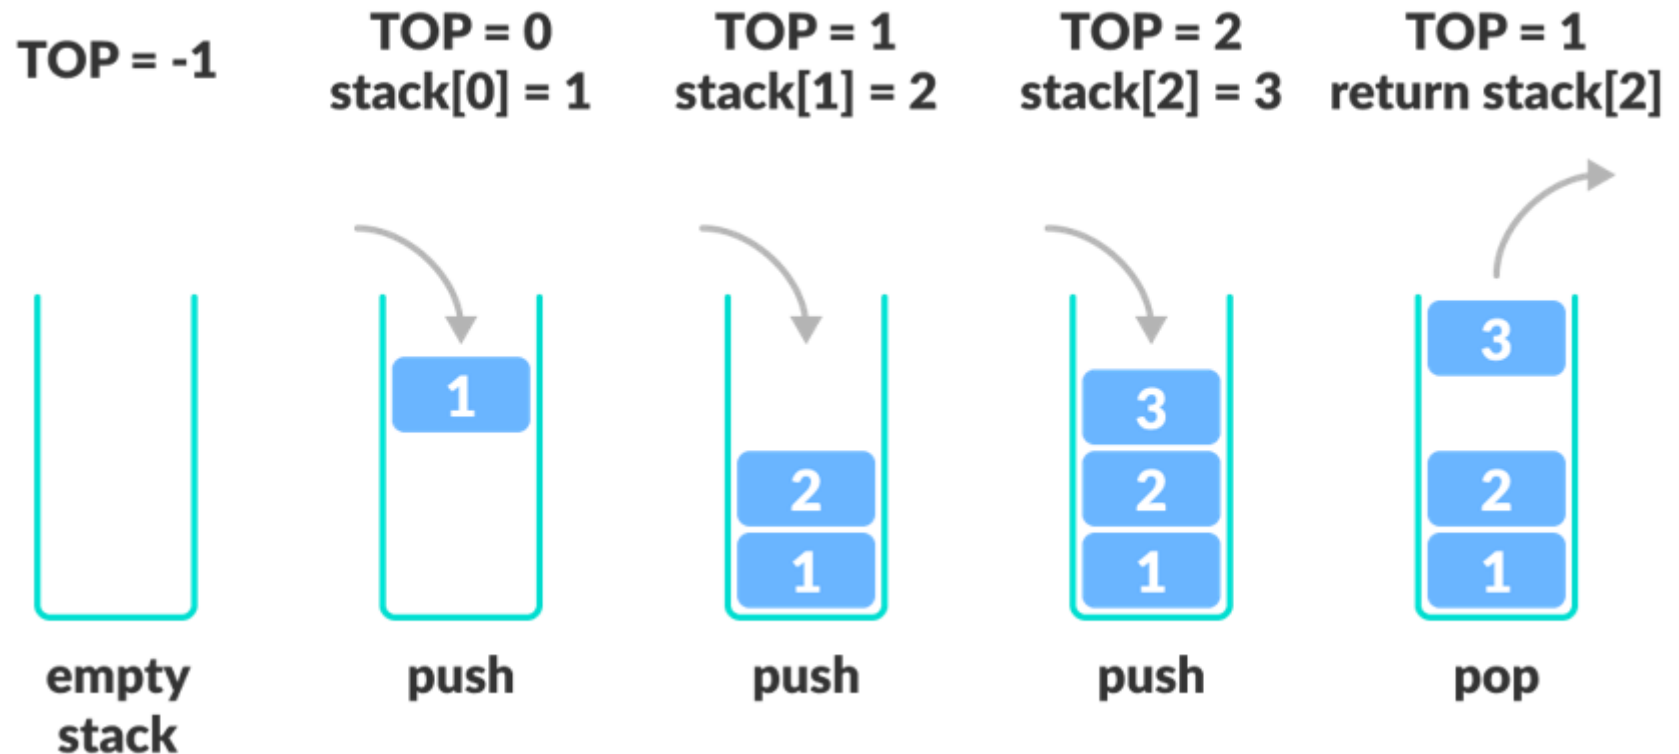 TOP = -1
TOP = 0
stack[0] = 1
TOP = 1
stack[1] = 2
TOP = 2
stack[2] = 3
TOP = 1
return stack[2]
1
2
1
3
2
1
3
2
1
empty
stack
push
push
push
pop